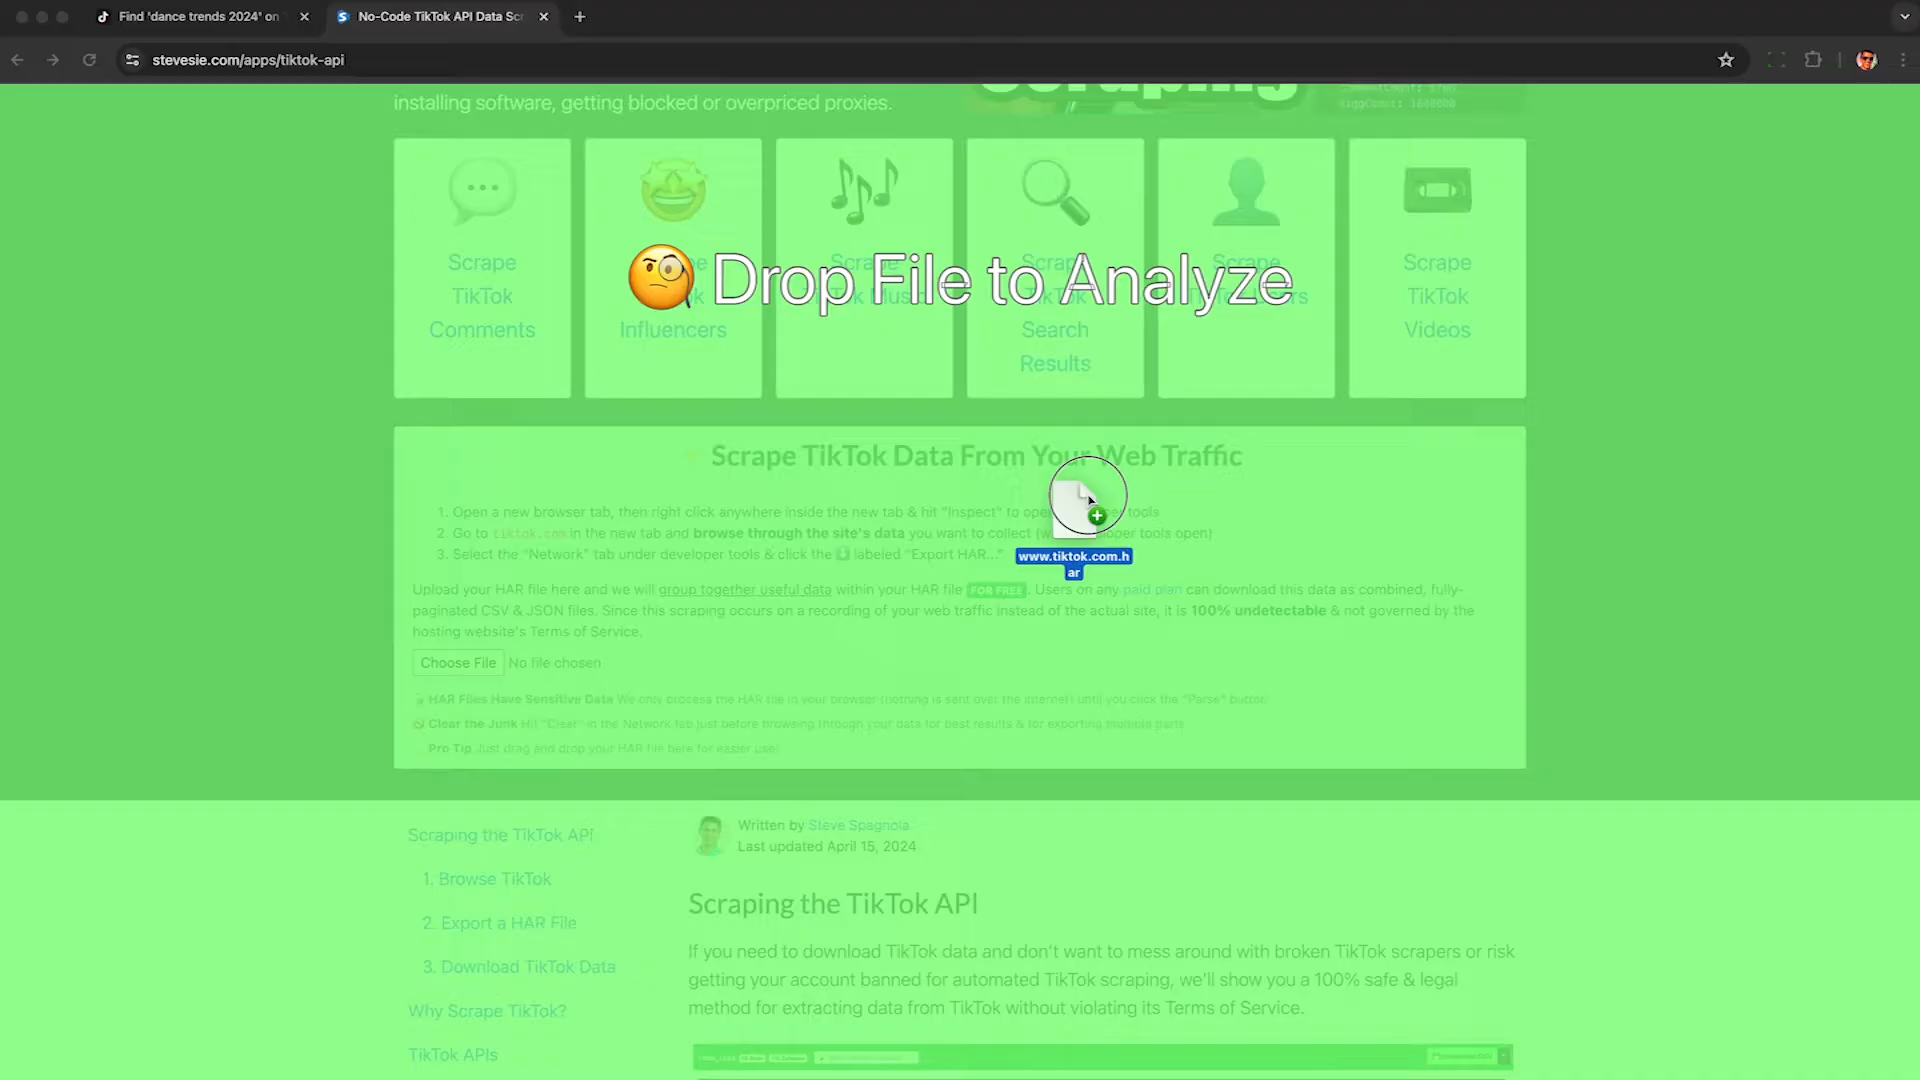 Find 'dance trends 2024' on
No-Code TikTok API Data Scr
stevesie.com/apps/tiktok-api
installing software, getting blocked or overpriced proxies.
Scrape TikTok Comments
Influencers
Scrape
Scrape TikTok Search Results
Scrape
Scrape TikTok Videos
Drop File to Analyze
Scrape TikTok Data From Your Web Traffic
1. Open a new browser tab, then right click anywhere inside the new tab & hit "Inspect" to tools
2. Go to tiktok.com in the new tab and browse through the site's data you want to collect tools open)
3. Select the "Network" tab under developer tools & click the labeled "Export HAR..."
www.tiktok.com.h
ar
Upload your HAR file here and we will group together useful data within your HAR file FOR FREE. Users on any paid plan can download this data as combined, fully-
paginated CSV & JSON files. Since this scraping occurs on a recording of your web traffic instead of the actual site, it is 100% undetectable & not governed by the
hosting website's Terms of Service.
Choose File No file chosen
HAR Files Have Sensitive Data We only process the HAR file in your browser (nothing is sent over the internet) until you click the "Parse" button.
Clear the Junk Hit "Clear" in the Network tab just before browsing through your data for best results & for exporting multiple parts.
Pro Tip Just drag and drop your HAR file here for easier use!
Scraping the TikTok API
1. Browse TikTok
2. Export a HAR File
3. Download TikTok Data
Why Scrape TikTok?
TikTok APIs
Written by Steve Spagnola
Last updated April 15, 2024
Scraping the TikTok API
If you need to download TikTok data and don't want to mess around with broken TikTok scrapers or risk
getting your account banned for automated TikTok scraping, we'll show you a 100% safe & legal
method for extracting data from TikTok without violating its Terms of Service.